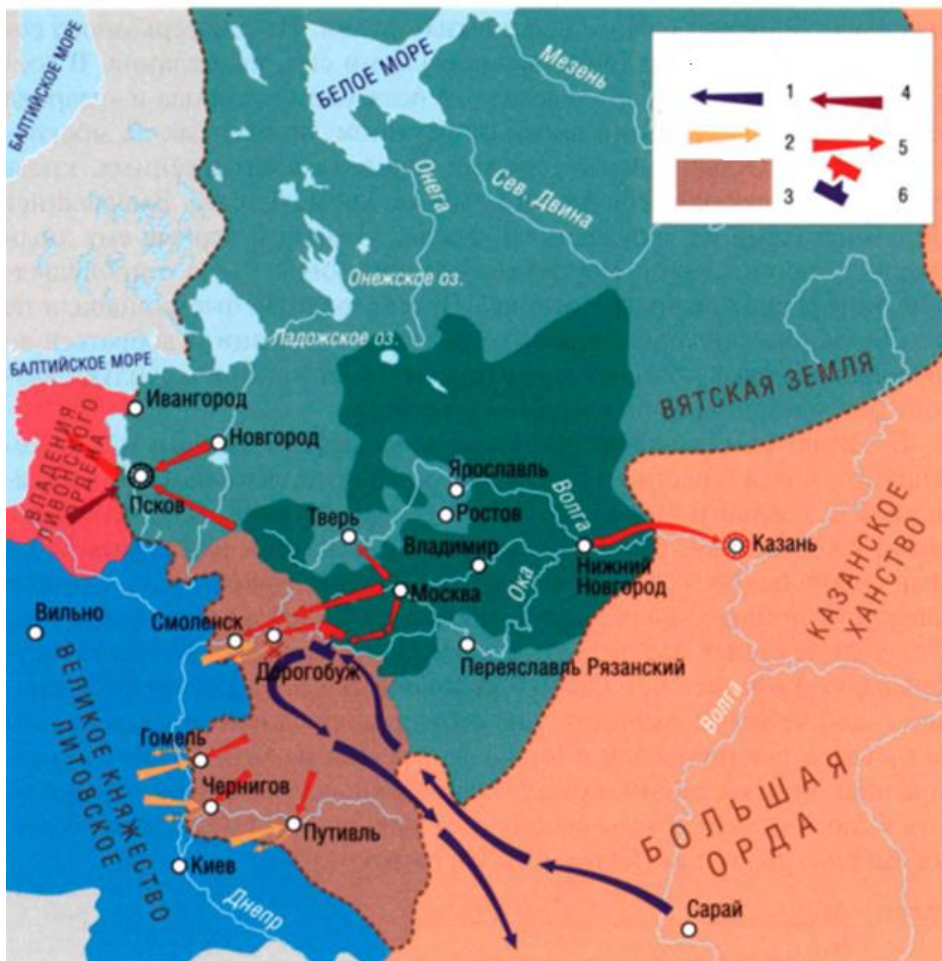 БАЛТИЙСКОЕ МОРЕ
БЕЛОЕ МОРЕ
Мезень
Онега
Сев. Двина
1
4
2
5
3
6
Онежское оз.
Ладожское оз.
БАЛТИЙСКОЕ МОРЕ
ВЯТСКАЯ ЗЕМЛЯ
Ивангород
Новгород
ВЛАДЕНИЯ
ЛИВОНСКОГО
ОРДЕНА
Псков
Ярославль
Ростов
Волга
Тверь
Владимир
Нижний
Новгород
Казань
КАЗАНСКОЕ
ХАНСТВО
Москва
Ока
Вильно
Смоленск
Дорогобуж
Переяславль Рязанский
Волга
ВЕЛИКОЕ КНЯЖЕСТВО
ЛИТОВСКОЕ
Гомель
Чернигов
Путивль
БОЛЬШАЯ
ОРДА
Киев
Днепр
Сарай